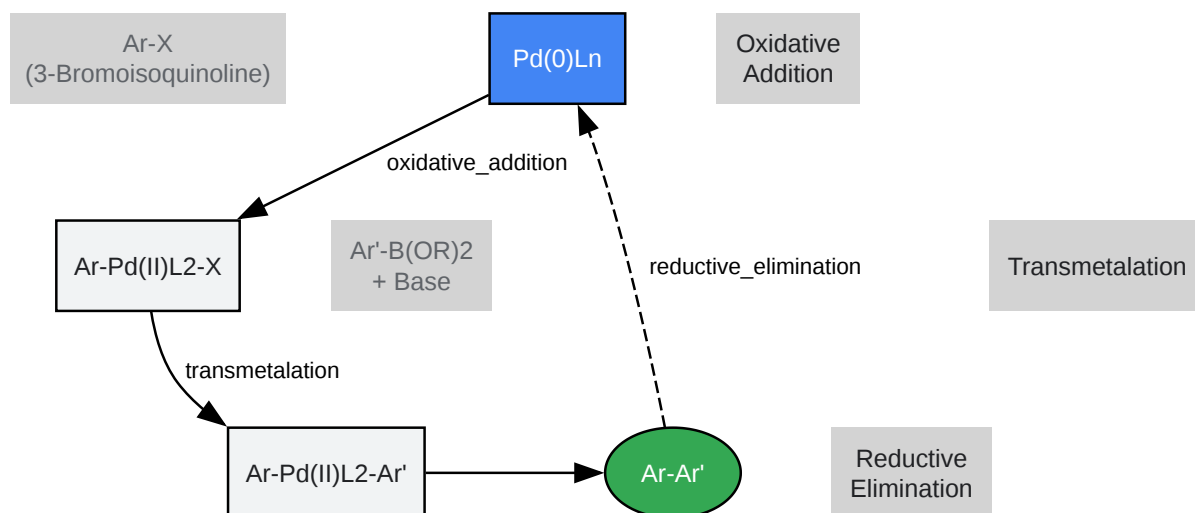 Ar-X
(3-Bromoisoquinoline)
Pd(0)Ln
Oxidative
Addition
oxidative_addition
Ar-Pd(II)L2-X
Ar'-B(OR)2
+ Base
reductive_elimination
Transmetalation
transmetalation
Ar-Pd(II)L2-Ar'
Ar-Ar'
Reductive
Elimination